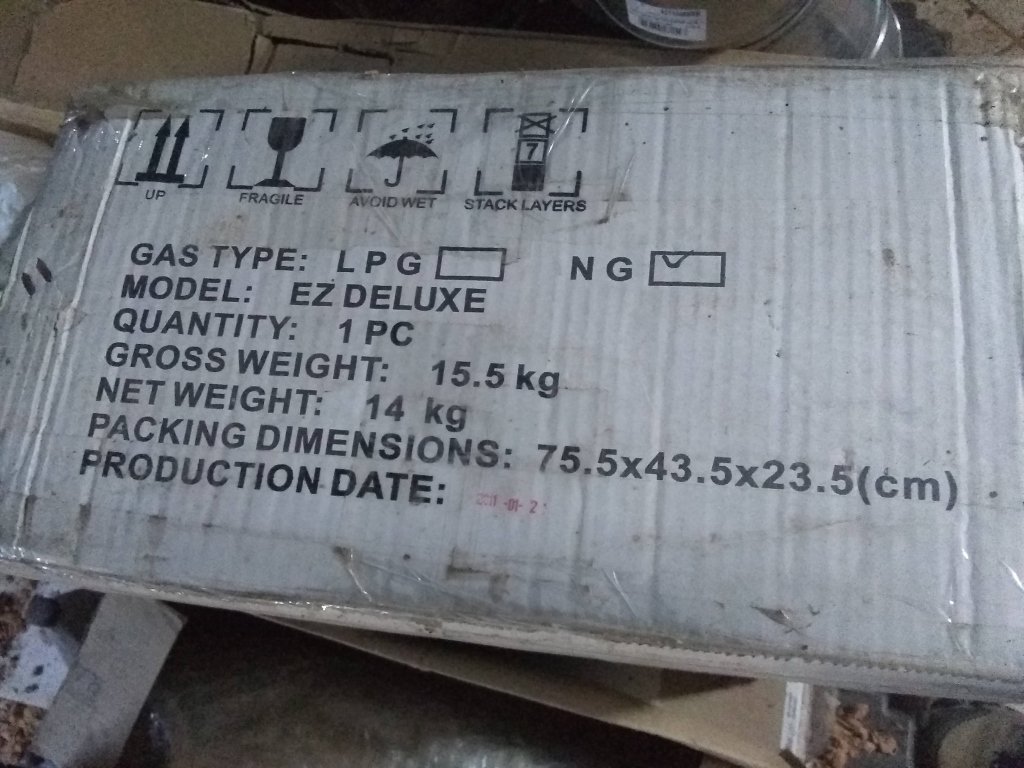 7
UP
FRAGILE
AVOID WET
STACK LAYERS
GAS TYPE: LPG NG
MODEL: EZ DELUXE
QUANTITY: 1 PC
GROSS WEIGHT: 15.5 kg
NET WEIGHT: 14 kg
PACKING DIMENSIONS: 75.5x43.5x23.5(cm)
PRODUCTION DATE: